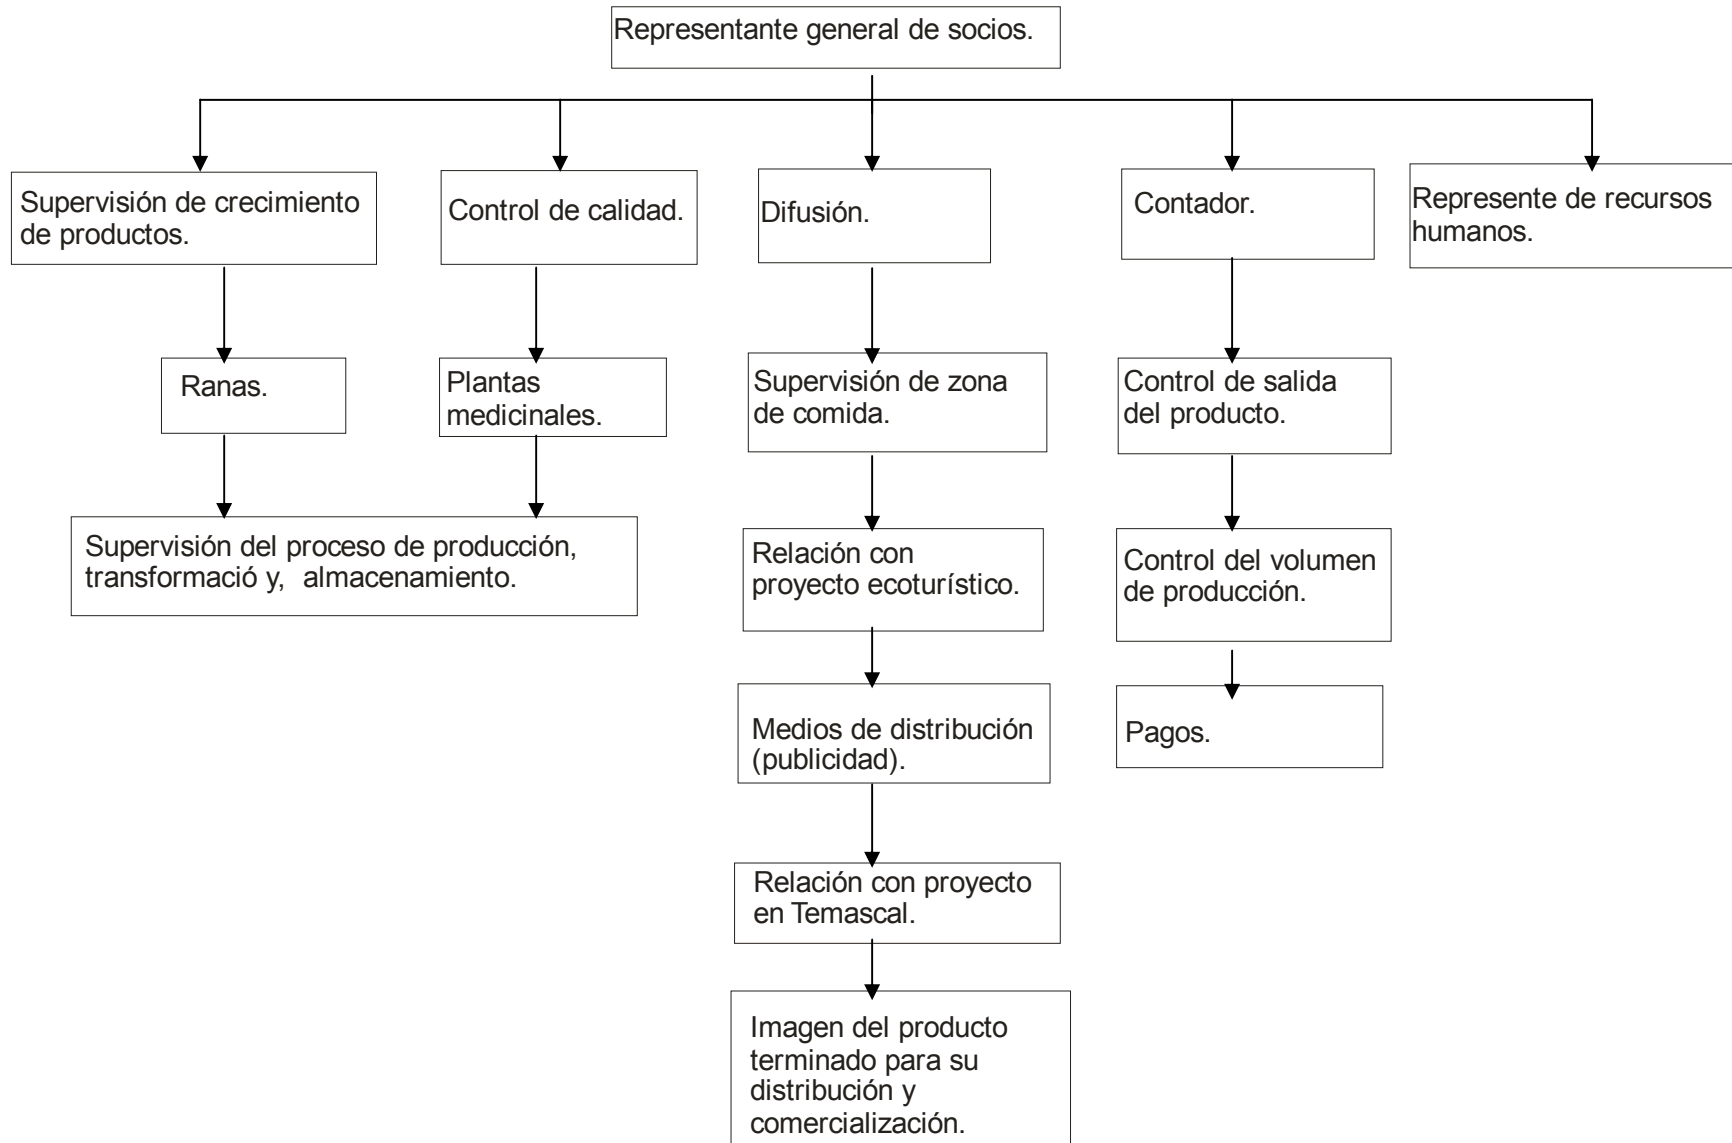 Representante general de socios.
Supervisión de crecimiento
de productos.
Control de calidad.
Difusión.
Contador.
Represente de recursos
humanos.
Ranas.
Plantas
medicinales.
Supervisión de zona
de comida.
Control de salida
del producto.
Supervisión del proceso de producción,
transformació y,  almacenamiento.
Relación con
proyecto ecoturístico.
Control del volumen
de producción.
Medios de distribución
(publicidad).
Pagos.
Relación con proyecto
en Temascal.
Imagen del producto
terminado para su
distribución y
comercialización.